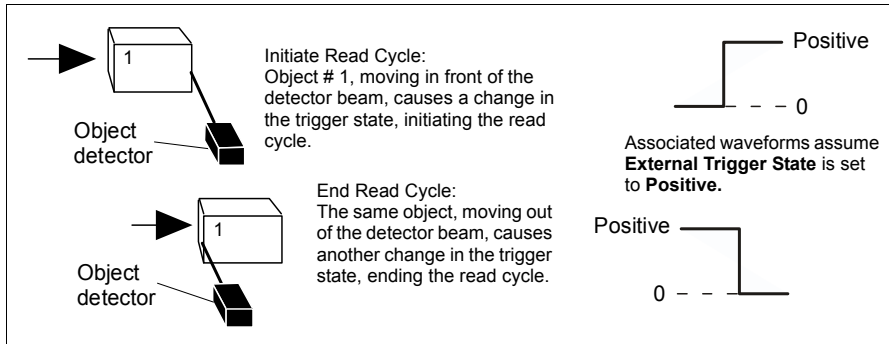 1
Initiate Read Cycle:
Object # 1, moving in front of the
detector beam, causes a change in
the trigger state, initiating the read
cycle.
Object
detector
Positive
0
Associated waveforms assume
External Trigger State is set
to Positive.
1
End Read Cycle:
The same object, moving out
of the detector beam, causes
another change in the trigger
state, ending the read cycle.
Object
detector
Positive
0